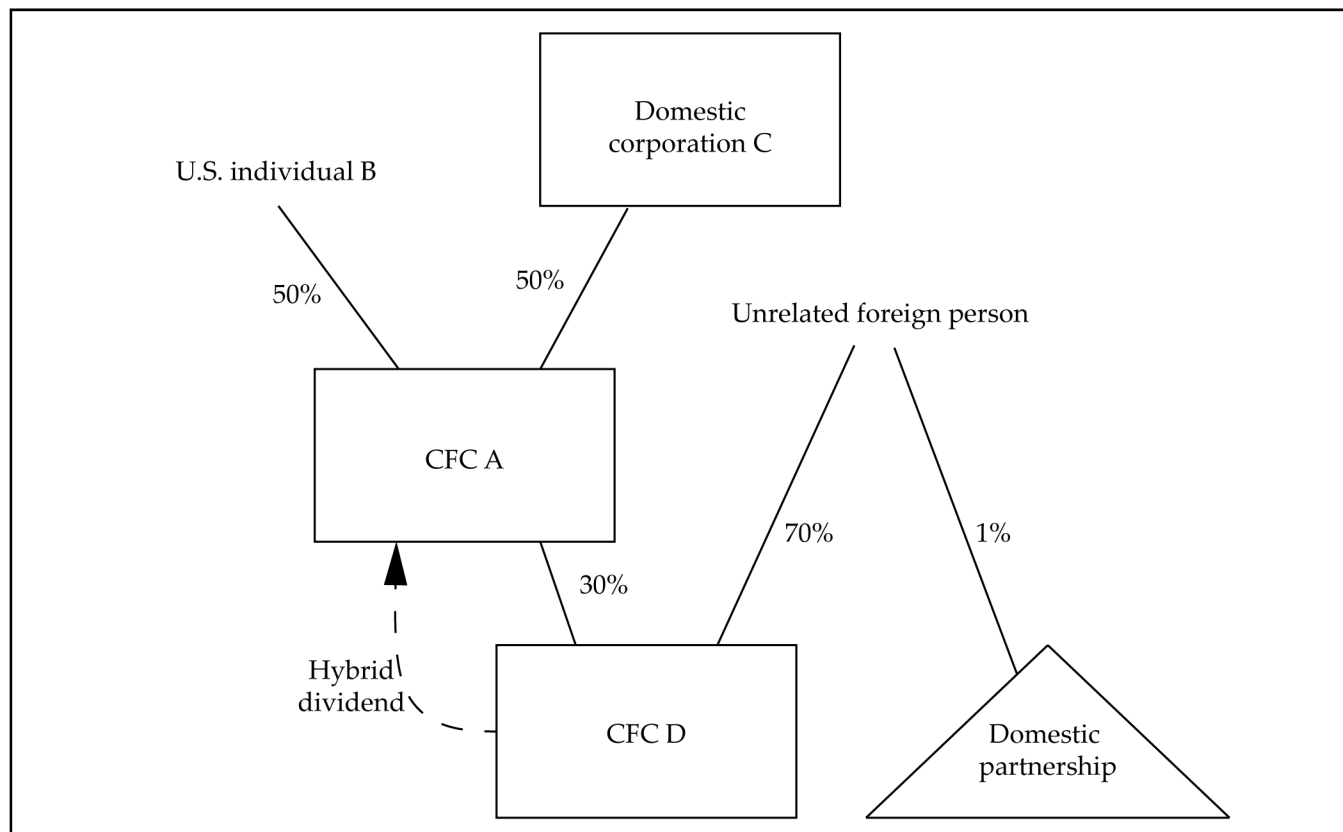 Domestic
corporation C
U.S. individual B
50%
50%
Unrelated foreign person
CFC A
70%
1%
30%
Hybrid
dividend
CFC D
Domestic
partnership